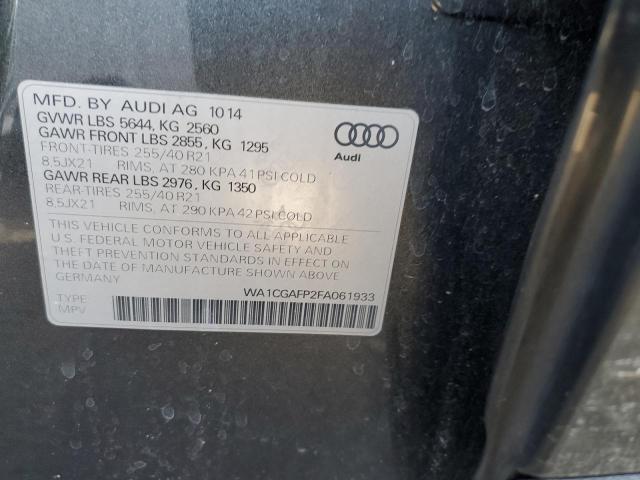 MFD. BY AUDI AG 10 14
GVWR LBS 5644, KG 2560
GAWR FRONT LBS 2855, KG 1295
FRONT-TIRES 255/40 R21
8.5JX21 RIMS, AT 280 KPA 41 PSI COLD
GAWR REAR LBS 2976, KG 1350
REAR-TIRES 255/40 R21
8.5JX21 RIMS, AT 290 KPA 42 PSI COLD
Audi
THIS VEHICLE CONFORMS TO ALL APPLICABLE
U.S. FEDERAL MOTOR VEHICLE SAFETY AND
THEFT PREVENTION STANDARDS IN EFFECT ON
THE DATE OF MANUFACTURE SHOWN ABOVE
GERMANY
WA1CGAFP2FA061933
TYPE
MPV